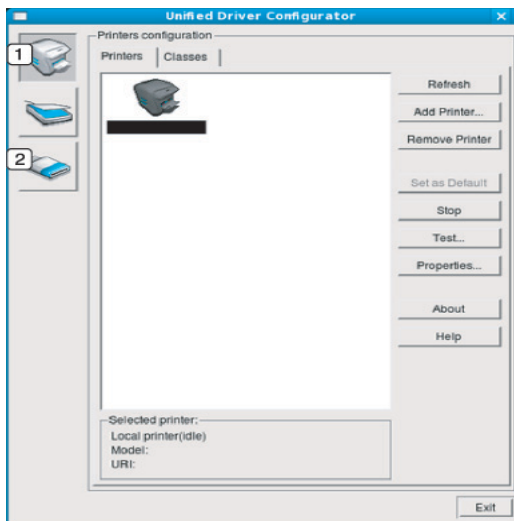 Unified Driver Configurator
1
2
Printers configuration
Printers
Classes
Refresh
Add Printer...
Remove Printer
Set as Default
Stop
Test...
Properties...
About
Help
Selected printer:
Local printer(idle)
Model:
URI:
Exit